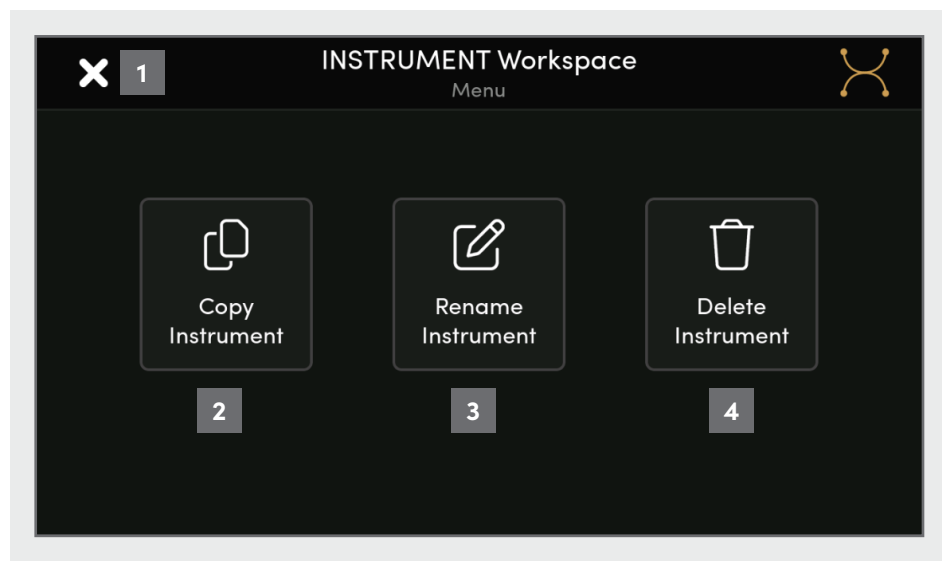 1
INSTRUMENT Workspace
Menu
Copy
Instrument
Rename
Instrument
Delete
Instrument
2
3
4